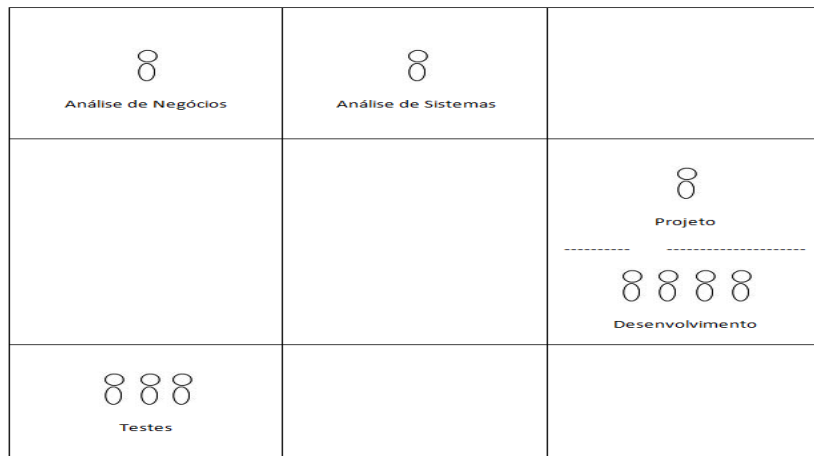 Análise de Negócios
Análise de Sistemas
Projeto
Desenvolvimento
Testes